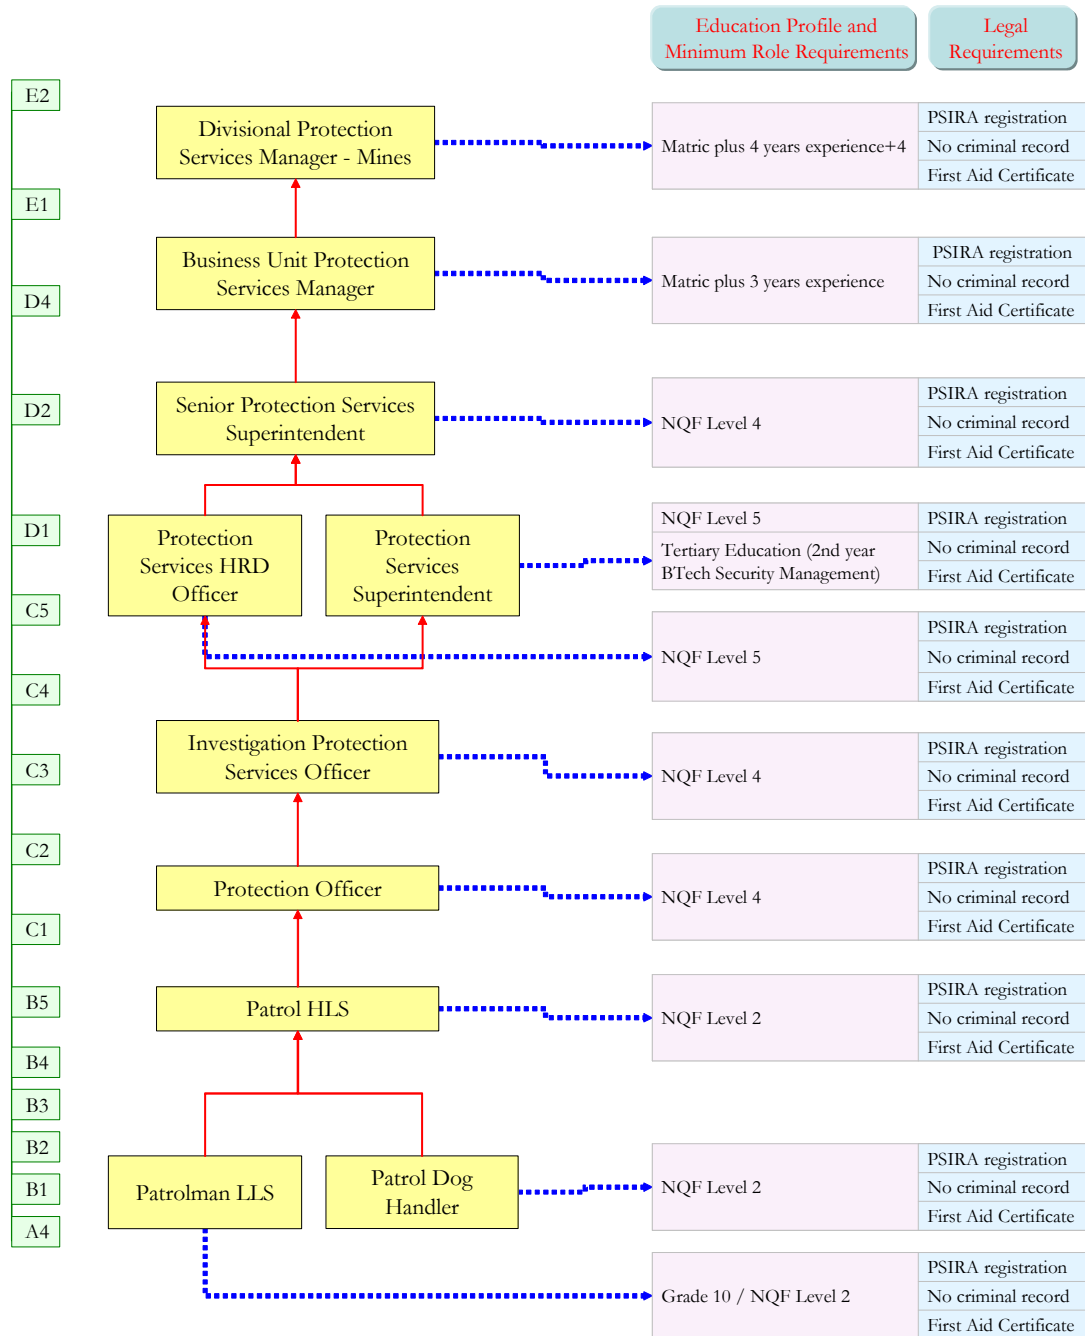 Education Profile and
Minimum Role Requirements
Legal
Requirements
E2
Divisional Protection
Services Manager - Mines
Matric plus 4 years experience+4
PSIRA registration
No criminal record
First Aid Certificate
E1
Business Unit Protection
Services Manager
Matric plus 3 years experience
PSIRA registration
No criminal record
First Aid Certificate
D4
D2
Senior Protection Services
Superintendent
NQF Level 4
PSIRA registration
No criminal record
First Aid Certificate
D1
Protection
Services HRD
Officer
Protection
Services
Superintendent
NQF Level 5
Tertiary Education (2nd year
BTech Security Management)
PSIRA registration
No criminal record
First Aid Certificate
C5
NQF Level 5
PSIRA registration
No criminal record
First Aid Certificate
C4
Investigation Protection
Services Officer
NQF Level 4
PSIRA registration
No criminal record
First Aid Certificate
C3
C2
Protection Officer
NQF Level 4
PSIRA registration
No criminal record
First Aid Certificate
C1
B5
Patrol HLS
NQF Level 2
PSIRA registration
No criminal record
First Aid Certificate
B4
B3
B2
B1
A4
Patrolman LLS
Patrol Dog
Handler
NQF Level 2
PSIRA registration
No criminal record
First Aid Certificate
Grade 10 / NQF Level 2
PSIRA registration
No criminal record
First Aid Certificate